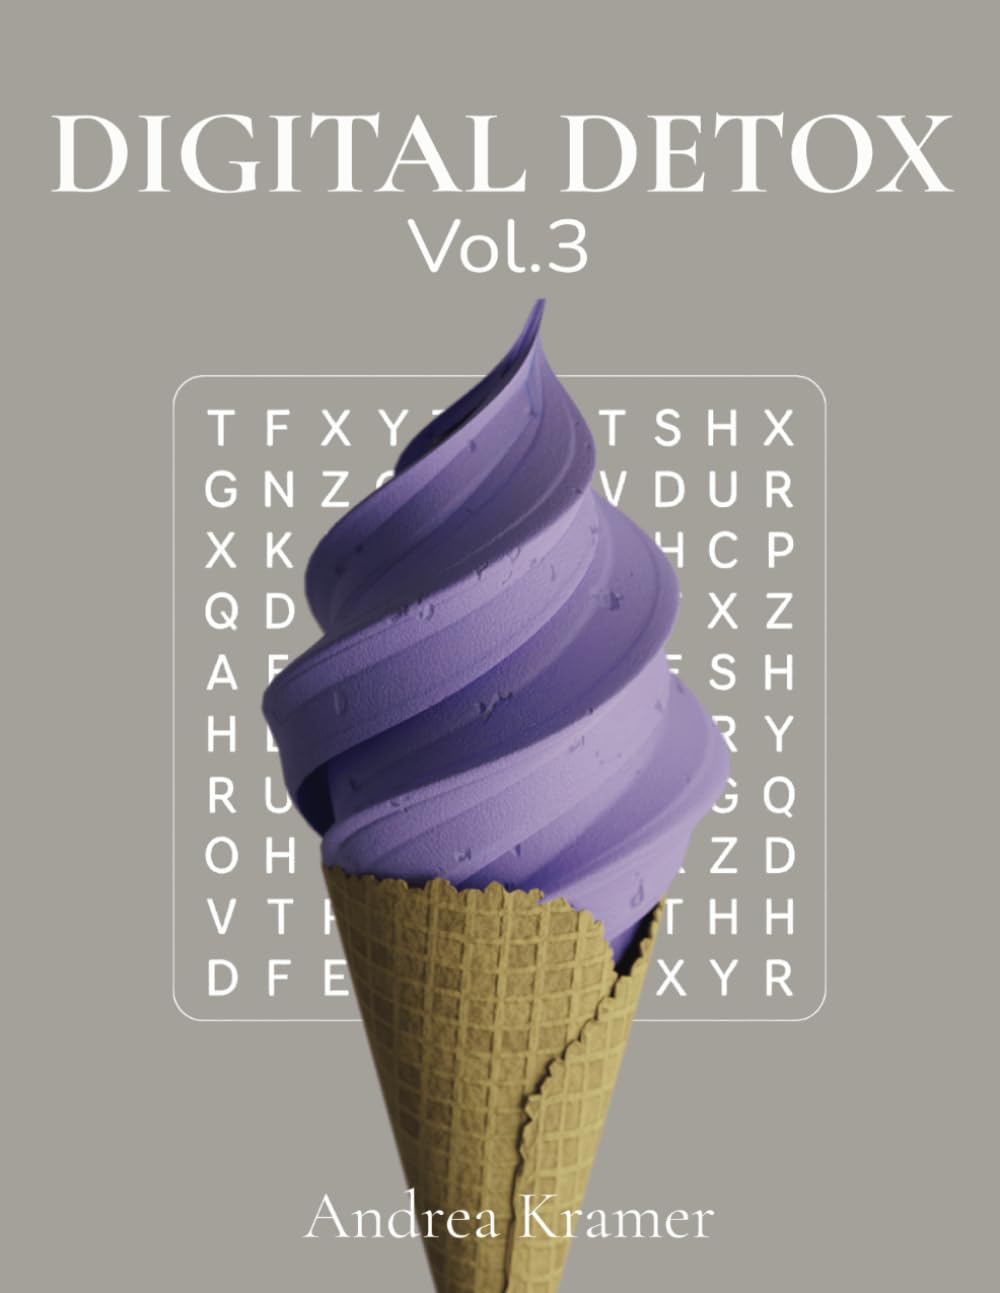 DIGITAL DETOX
Vol.3
T F X Y T S H X
G N Z V D U R
X K H C P
Q D X Z
A S H
H R Y
R U G Q
O H Z D
V T T H H
D F E X Y R
Andrea Kramer